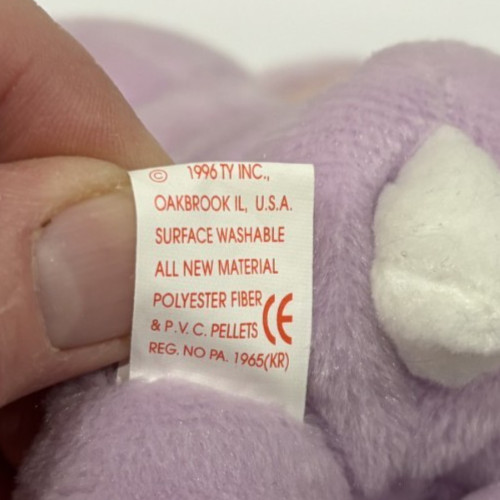 © 1996 TY INC.,
OAKBROOK IL, U.S.A.
SURFACE WASHABLE
ALL NEW MATERIAL
POLYESTER FIBER
& P.V.C. PELLETS CE
REG. NO PA. 1965(KR)